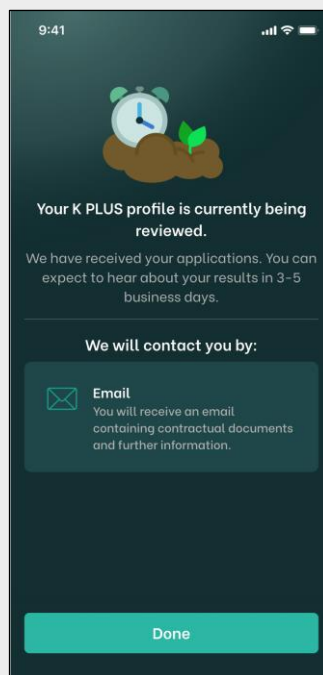 9:41
Your K PLUS profile is currently being
reviewed.
We have received your applications. You can
expect to hear about your results in 3-5
business days.
We will contact you by:
Email
You will receive an email
containing contractual documents
and further information.
Done